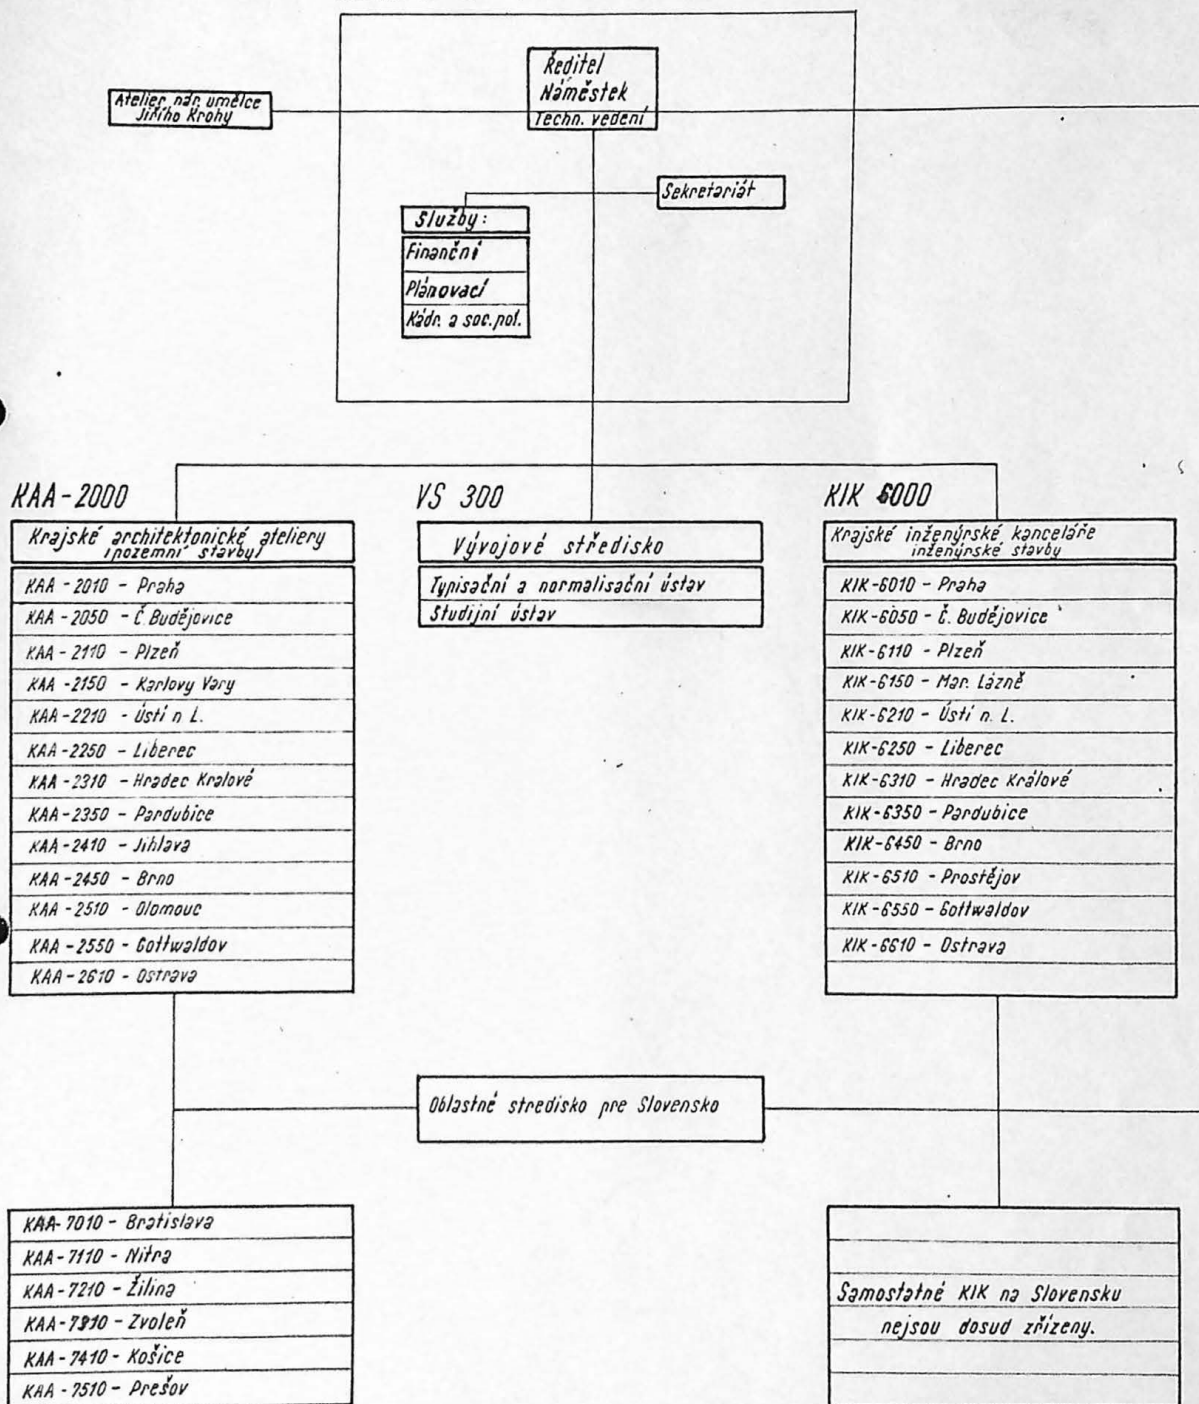 Ředitel
Náměstek
Techn. vedení
Atelier nár. umělce
Jiřího Krohy
Sekretariát
Služby:
Finanční
Plánovací
Kádr. a soc. pol.
KAA-2000
Krajské architektonické ateliery
(pozemní stavby)
KAA - 2010 - Praha
KAA - 2050 - Č. Budějovice
KAA - 2110 - Plzeň
KAA - 2150 - Karlovy Vary
KAA - 2210 - Ústí n L.
KAA - 2250 - Liberec
KAA - 2310 - Hradec Kralové
KAA - 2350 - Pardubice
KAA - 2410 - Jihlava
KAA - 2450 - Brno
KAA - 2510 - Olomouc
KAA - 2550 - Gottwaldov
KAA - 2610 - Ostrava
VS 300
Vývojové středisko
Typisační a normalisační ústav
Studijní ústav
KIK 6000
Krajské inženýrské kanceláře
inženýrské stavby
KIK-6010 - Praha
KIK-6050 - Č. Budějovice
KIK-6110 - Plzeň
KIK-6150 - Mar. Lázně
KIK-6210 - Ústí n. L.
KIK-6250 - Liberec
KIK-6310 - Hradec Králové
KIK-6350 - Pardubice
KIK-6450 - Brno
KIK-6510 - Prostějov
KIK-6550 - Gottwaldov
KIK-6610 - Ostrava
Oblastné stredisko pre Slovensko
KAA-7010 - Bratislava
KAA-7110 - Nitra
KAA-7210 - Žilina
KAA-7310 - Zvoleň
KAA-7410 - Košice
KAA-7510 - Prešov
Samostatné KIK na Slovensku
nejsou dosud zřízeny.